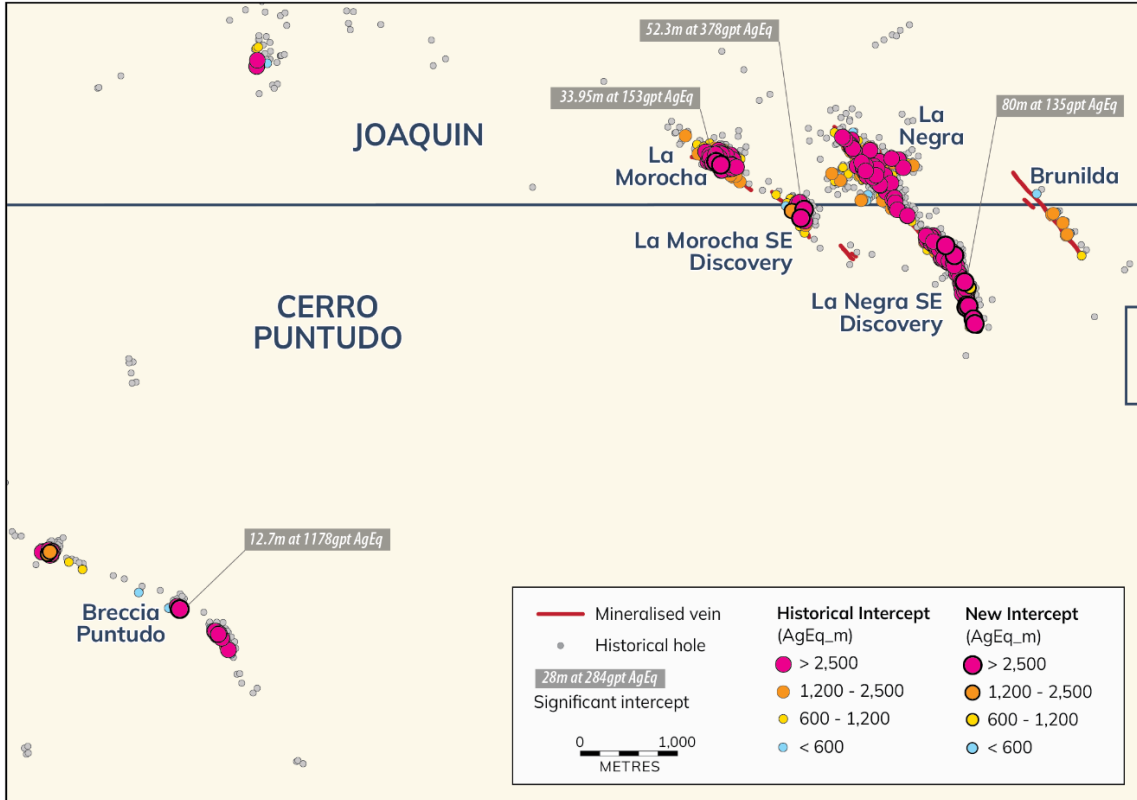 52.3m at 378gpt AgEq
33.95m at 153gpt AgEq
80m at 135gpt AgEq
JOAQUIN
La
Morocha
La
Negra
Brunilda
La Morocha SE
Discovery
La Negra SE
Discovery
CERRO
PUNTUDO
12.7m at 1178gpt AgEq
Breccia
Puntudo
Mineralised vein
Historical hole
28m at 284gpt AgEq
Significant intercept
0 1,000
METRES
Historical Intercept
(AgEq_m)
> 2,500
1,200 - 2,500
600 - 1,200
< 600
New Intercept
(AgEq_m)
> 2,500
1,200 - 2,500
600 - 1,200
< 600